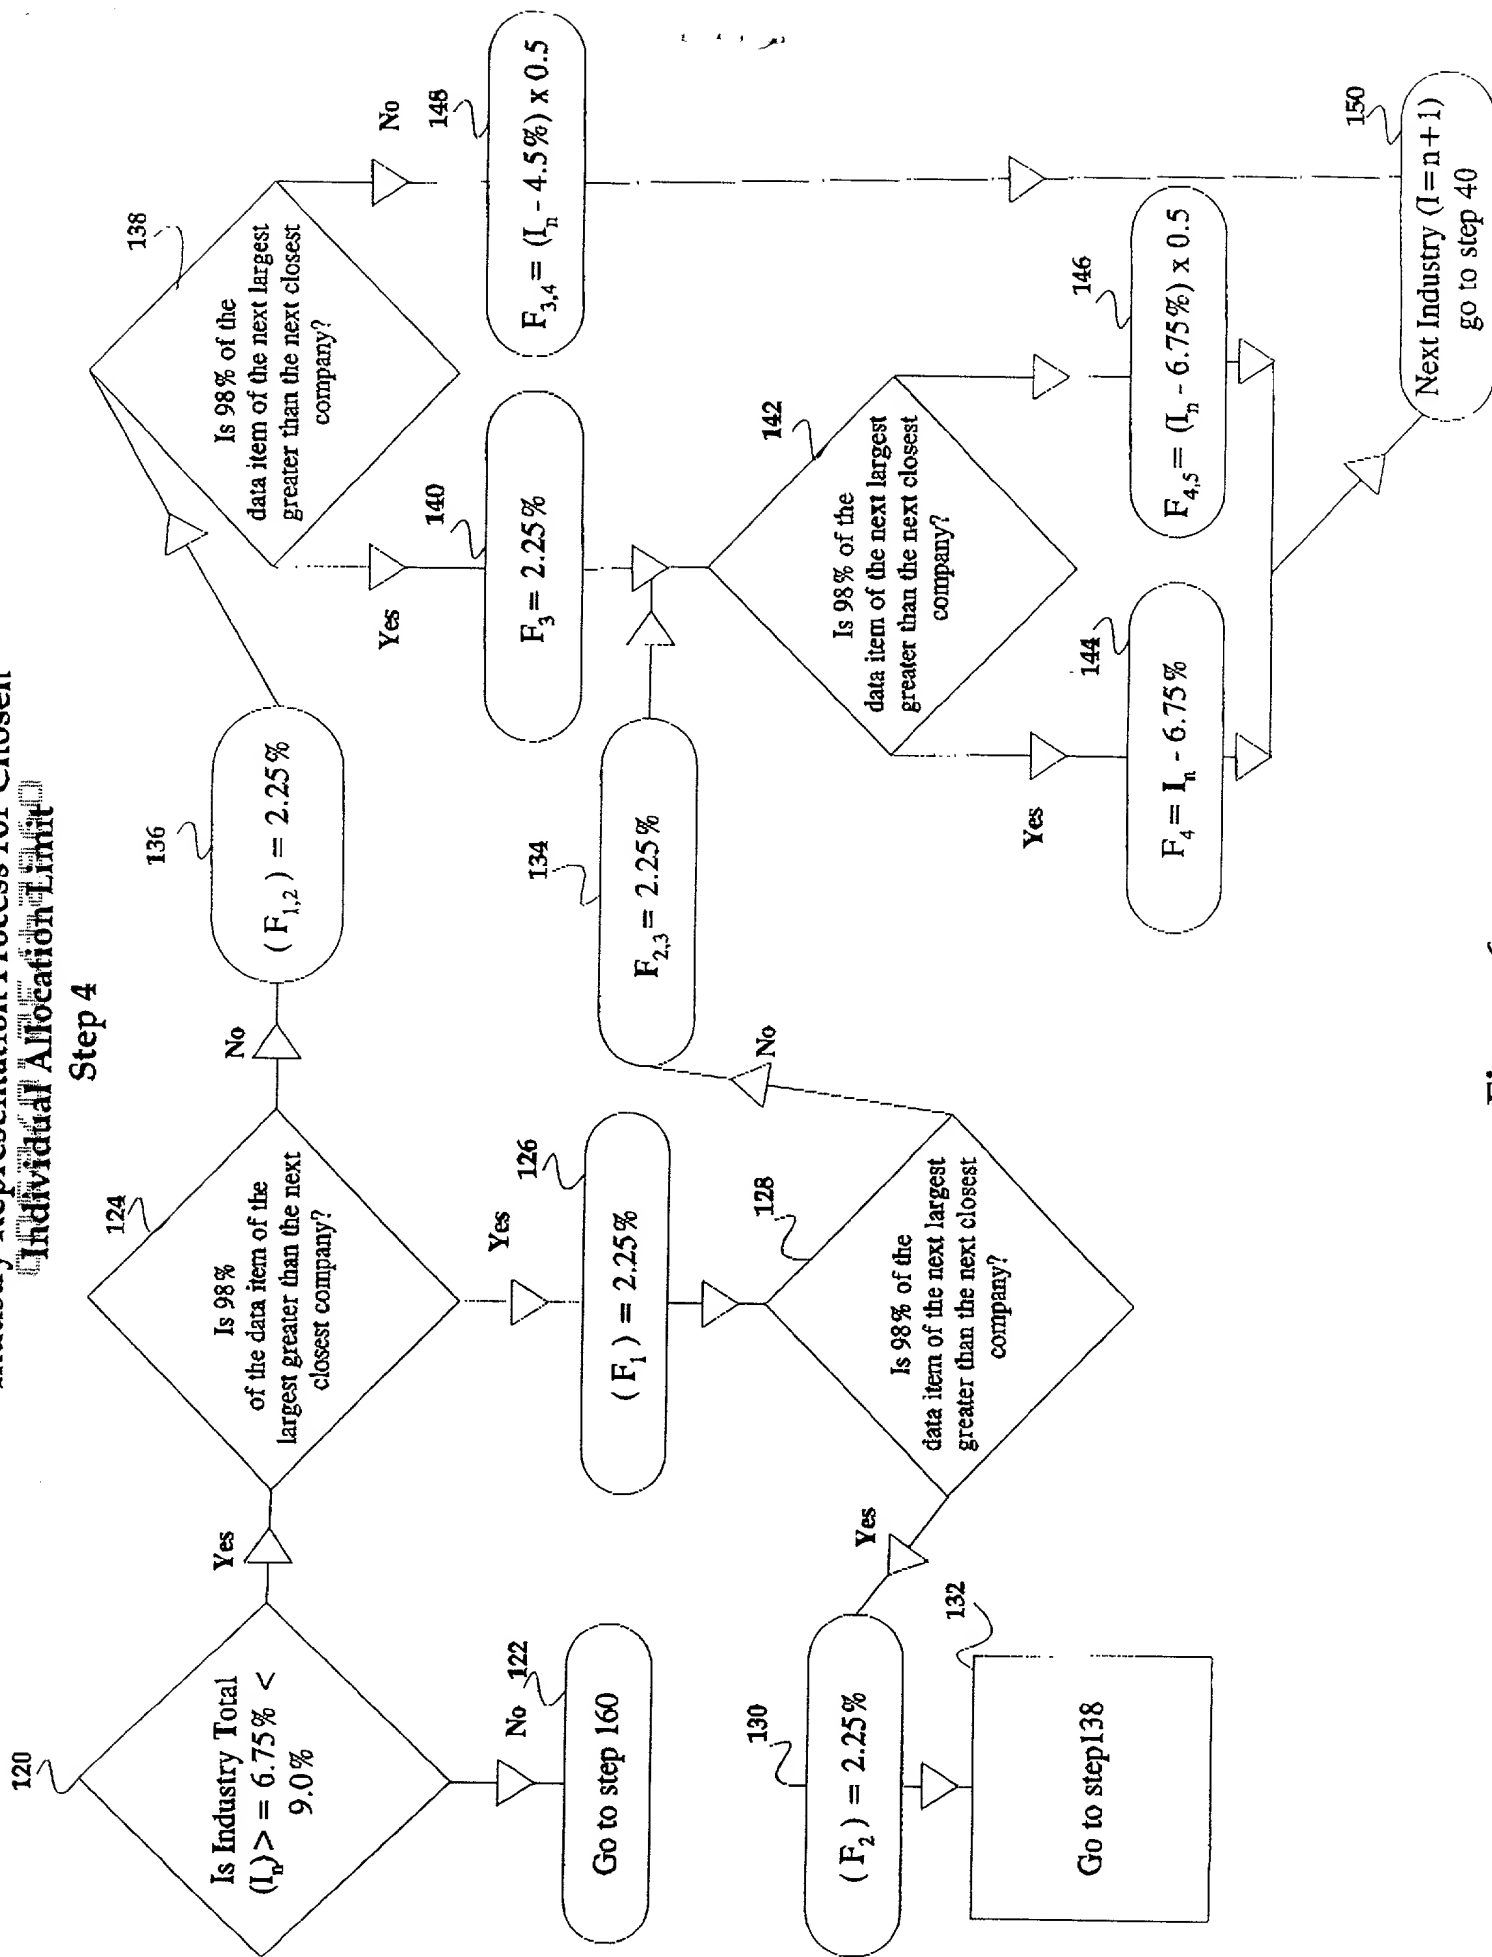 Industry Representation Process for Chosen
Individual Allocation Limit
Step 4
120
Is Industry Total
(Iₙ) > = 6.75% <
9.0%
Yes
No
122
Go to step 160
124
Is 98%
of the data item of the
largest greater than the next
closest company?
No
Yes
126
( F₁ ) = 2.25%
128
Is 98% of the
data item of the next largest
greater than the next closest
company?
Yes
No
130
( F₂ ) = 2.25%
132
Go to step138
134
F₂,₃ = 2.25%
136
( F₁,₂ ) = 2.25%
138
Is 98% of the
data item of the next largest
greater than the next closest
company?
Yes
No
140
F₃ = 2.25%
148
F₃,₄ = (Iₙ - 4.5%) x 0.5
142
Is 98% of the
data item of the next largest
greater than the next closest
company?
Yes
144
F₄ = Iₙ - 6.75%
146
F₄,₅ = (Iₙ - 6.75%) x 0.5
150
Next Industry (I=n+1)
go to step 40